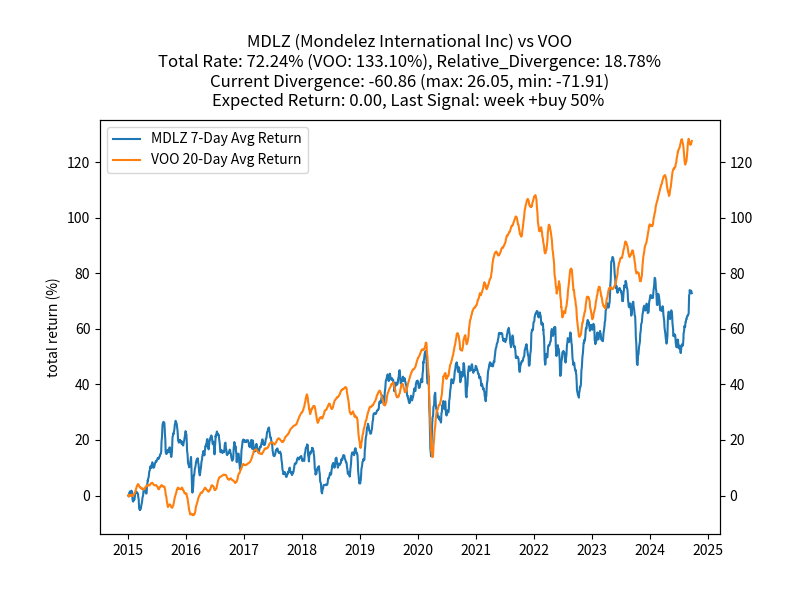 MDLZ (Mondelez International Inc) vs VOO
Total Rate: 72.24% (VOO: 133.10%), Relative_Divergence: 18.78%
Current Divergence: -60.86 (max: 26.05, min: -71.91)
Expected Return: 0.00, Last Signal: week +buy 50%
MDLZ 7-Day Avg Return
VOO 20-Day Avg Return
total return (%)
120
100
80
60
40
20
0
120
100
80
60
40
20
0
2015 2016 2017 2018 2019 2020 2021 2022 2023 2024 2025